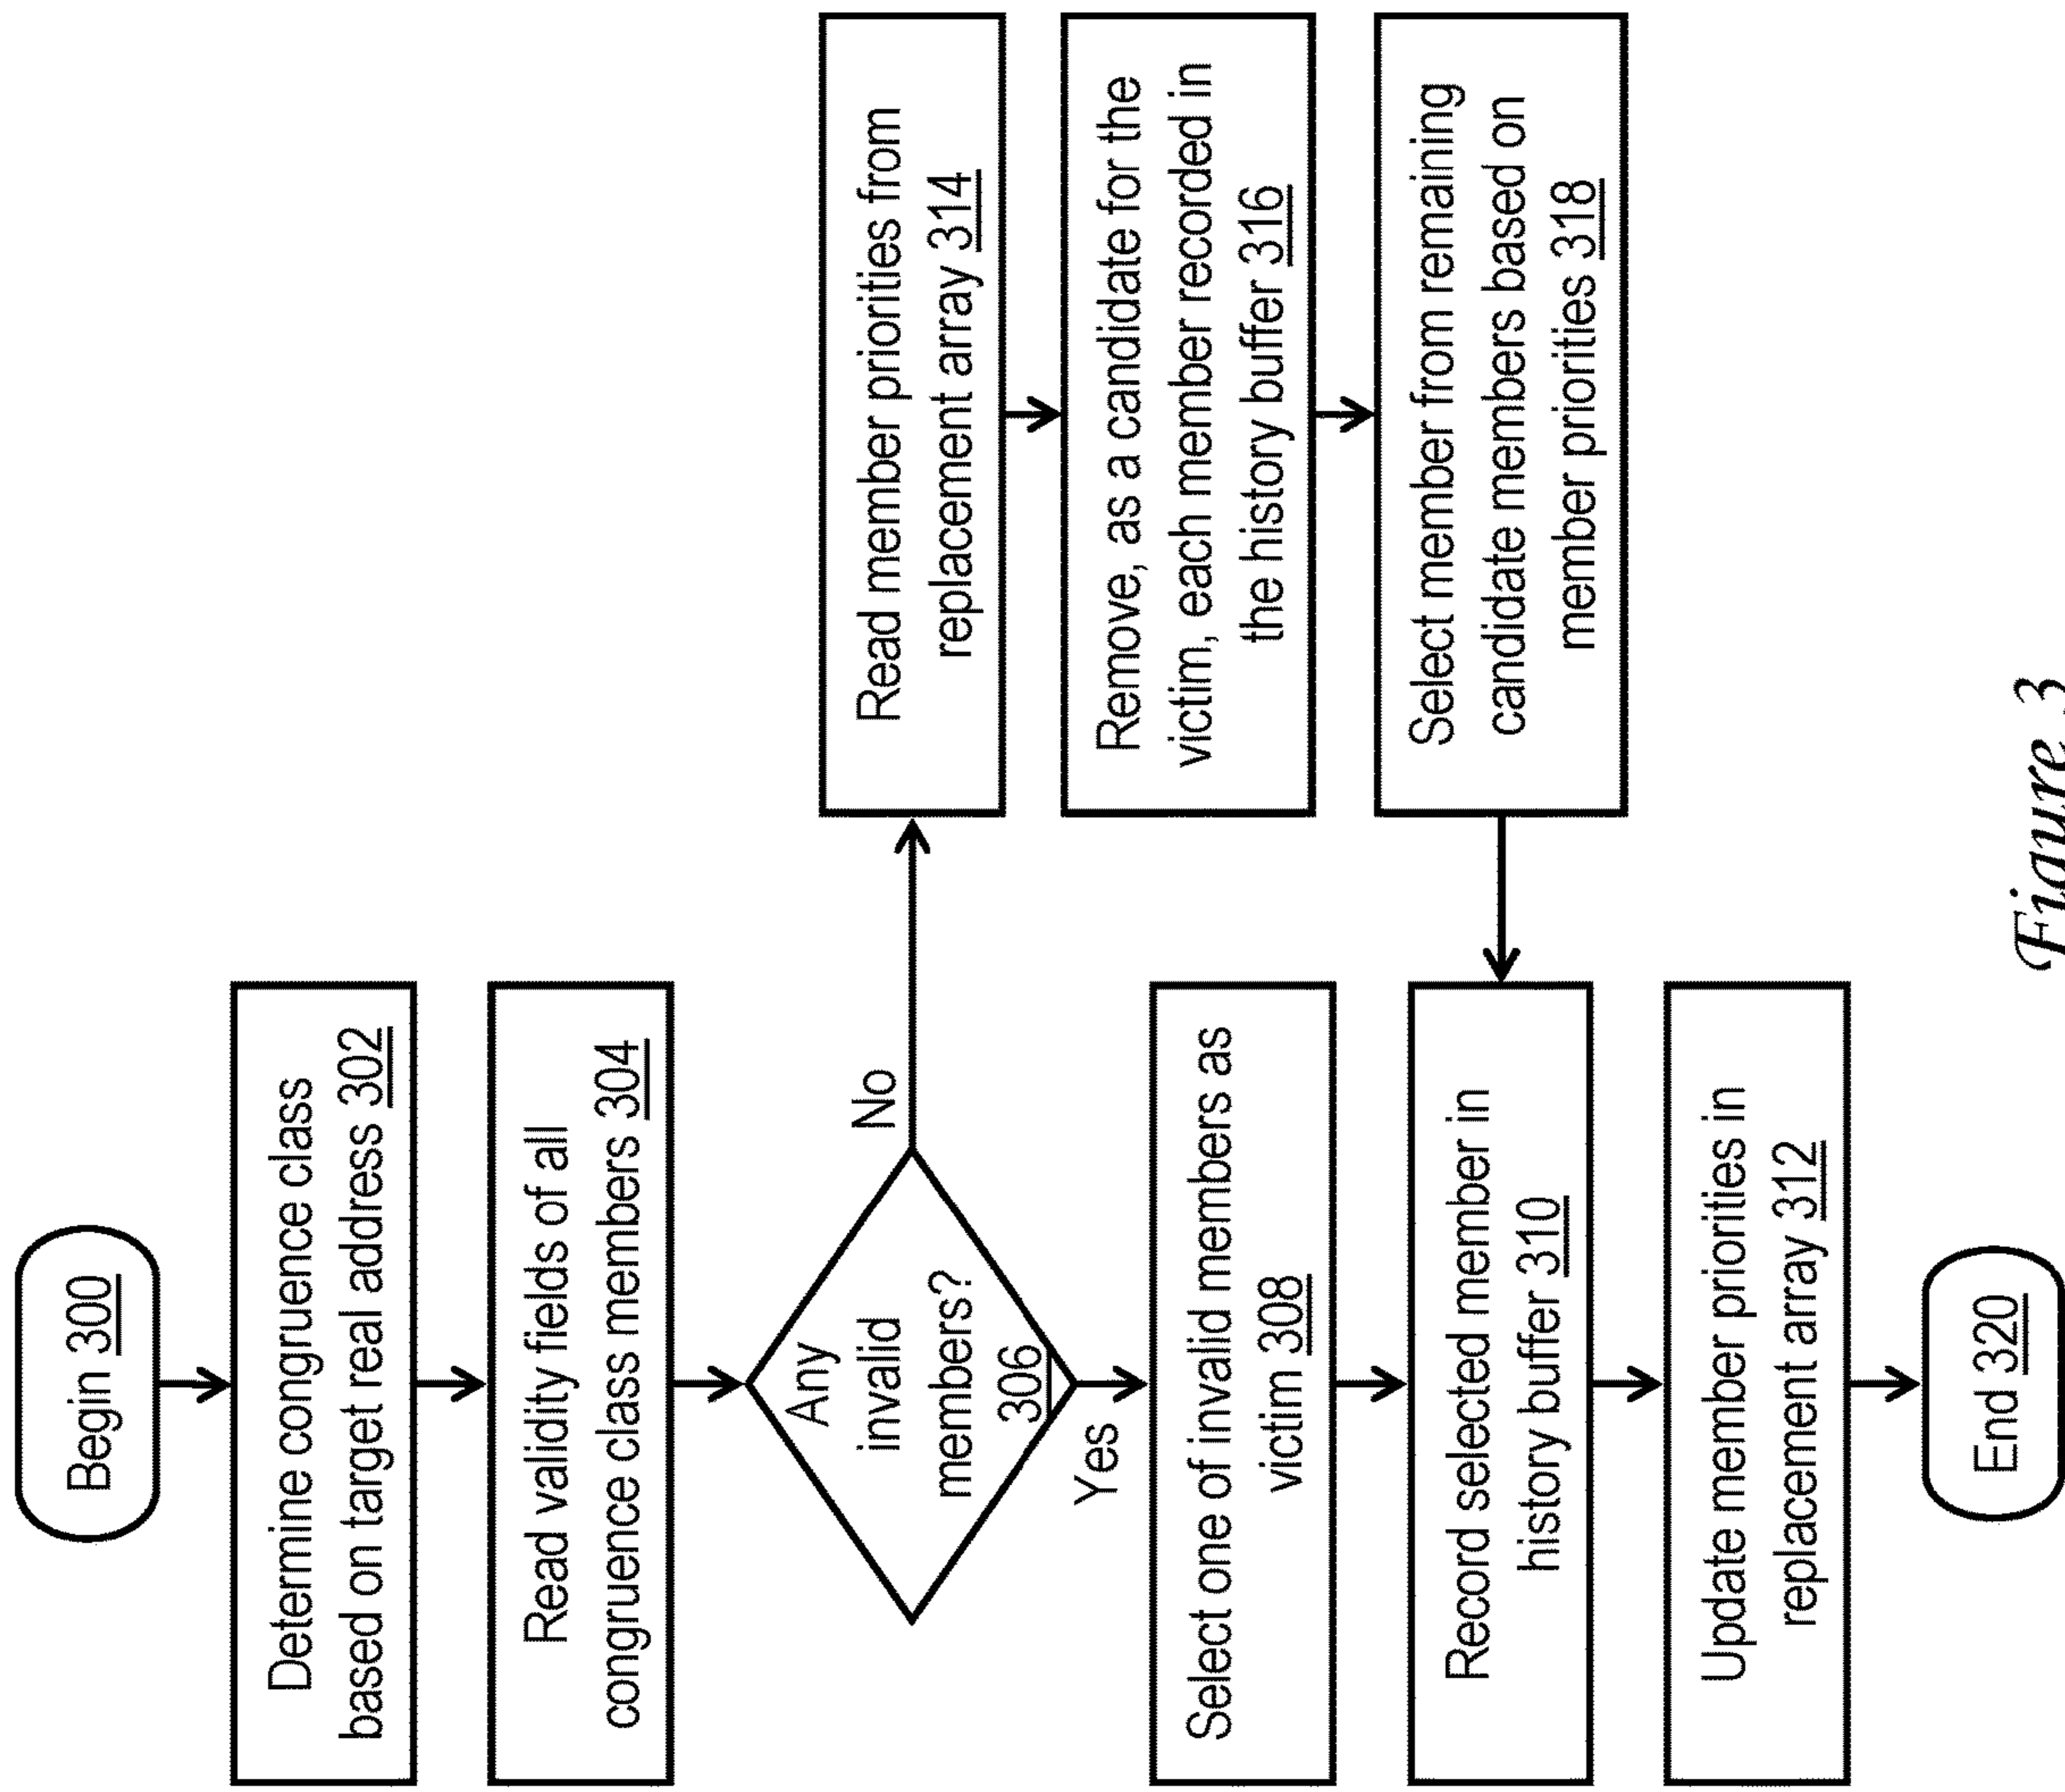 Begin 300
Determine congruence class
based on target real address 302
Read validity fields of all
congruence class members 304
Any
invalid
members?
306
No
Yes
Select one of invalid members as
victim 308
Record selected member in
history buffer 310
Update member priorities in
replacement array 312
End 320
Read member priorities from
replacement array 314
Remove, as a candidate for the
victim, each member recorded in
the history buffer 316
Select member from remaining
candidate members based on
member priorities 318
Figure 3